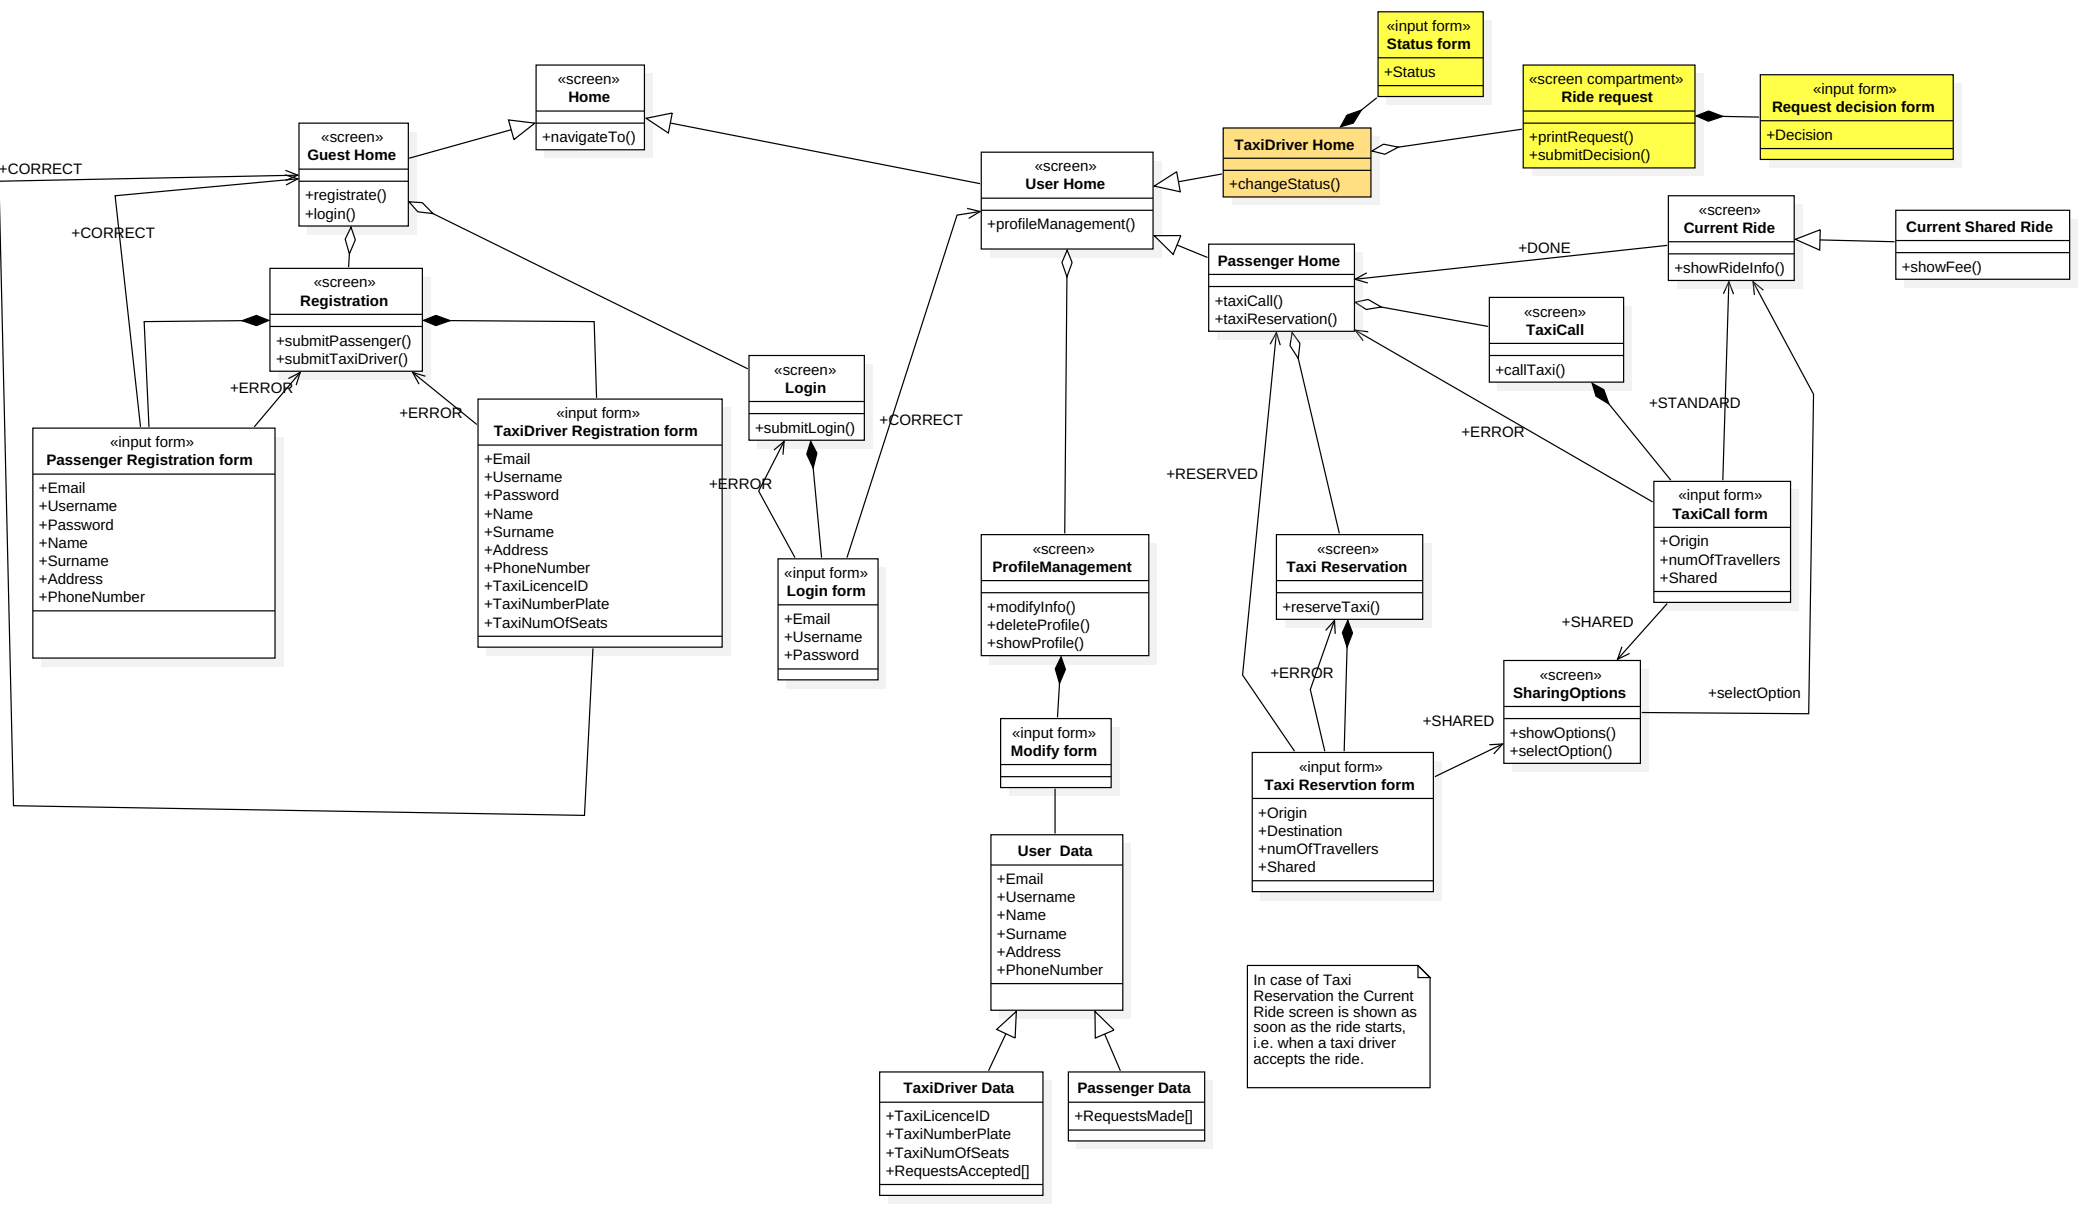 «input form»
Status form
+Status
«screen»
Home
+navigateTo()
«screen compartment»
Ride request
+printRequest()
+submitDecision()
«input form»
Request decision form
+Decision
«screen»
Guest Home
+registrate()
+login()
TaxiDriver Home
+changeStatus()
«screen»
User Home
+profileManagement()
+CORRECT
+CORRECT
«screen»
Current Ride
+showRideInfo()
Current Shared Ride
+showFee()
+DONE
Passenger Home
+taxiCall()
+taxiReservation()
«screen»
Registration
+submitPassenger()
+submitTaxiDriver()
«screen»
TaxiCall
+callTaxi()
«screen»
Login
+submitLogin()
+ERROR
+ERROR
+CORRECT
+STANDARD
+ERROR
+RESERVED
+ERROR
«input form»
Passenger Registration form
+Email
+Username
+Password
+Name
+Surname
+Address
+PhoneNumber
«input form»
TaxiDriver Registration form
+Email
+Username
+Password
+Name
+Surname
+Address
+PhoneNumber
+TaxiLicenceID
+TaxiNumberPlate
+TaxiNumOfSeats
«input form»
Login form
+Email
+Username
+Password
«screen»
ProfileManagement
+modifyInfo()
+deleteProfile()
+showProfile()
«screen»
Taxi Reservation
+reserveTaxi()
«input form»
TaxiCall form
+Origin
+numOfTravellers
+Shared
+SHARED
+ERROR
«screen»
SharingOptions
+showOptions()
+selectOption()
+selectOption
+SHARED
«input form»
Modify form
«input form»
Taxi Reservtion form
+Origin
+Destination
+numOfTravellers
+Shared
User  Data
+Email
+Username
+Name
+Surname
+Address
+PhoneNumber
In case of Taxi
Reservation the Current
Ride screen is shown as
soon as the ride starts,
i.e. when a taxi driver
accepts the ride.
TaxiDriver Data
+TaxiLicenceID
+TaxiNumberPlate
+TaxiNumOfSeats
+RequestsAccepted[]
Passenger Data
+RequestsMade[]